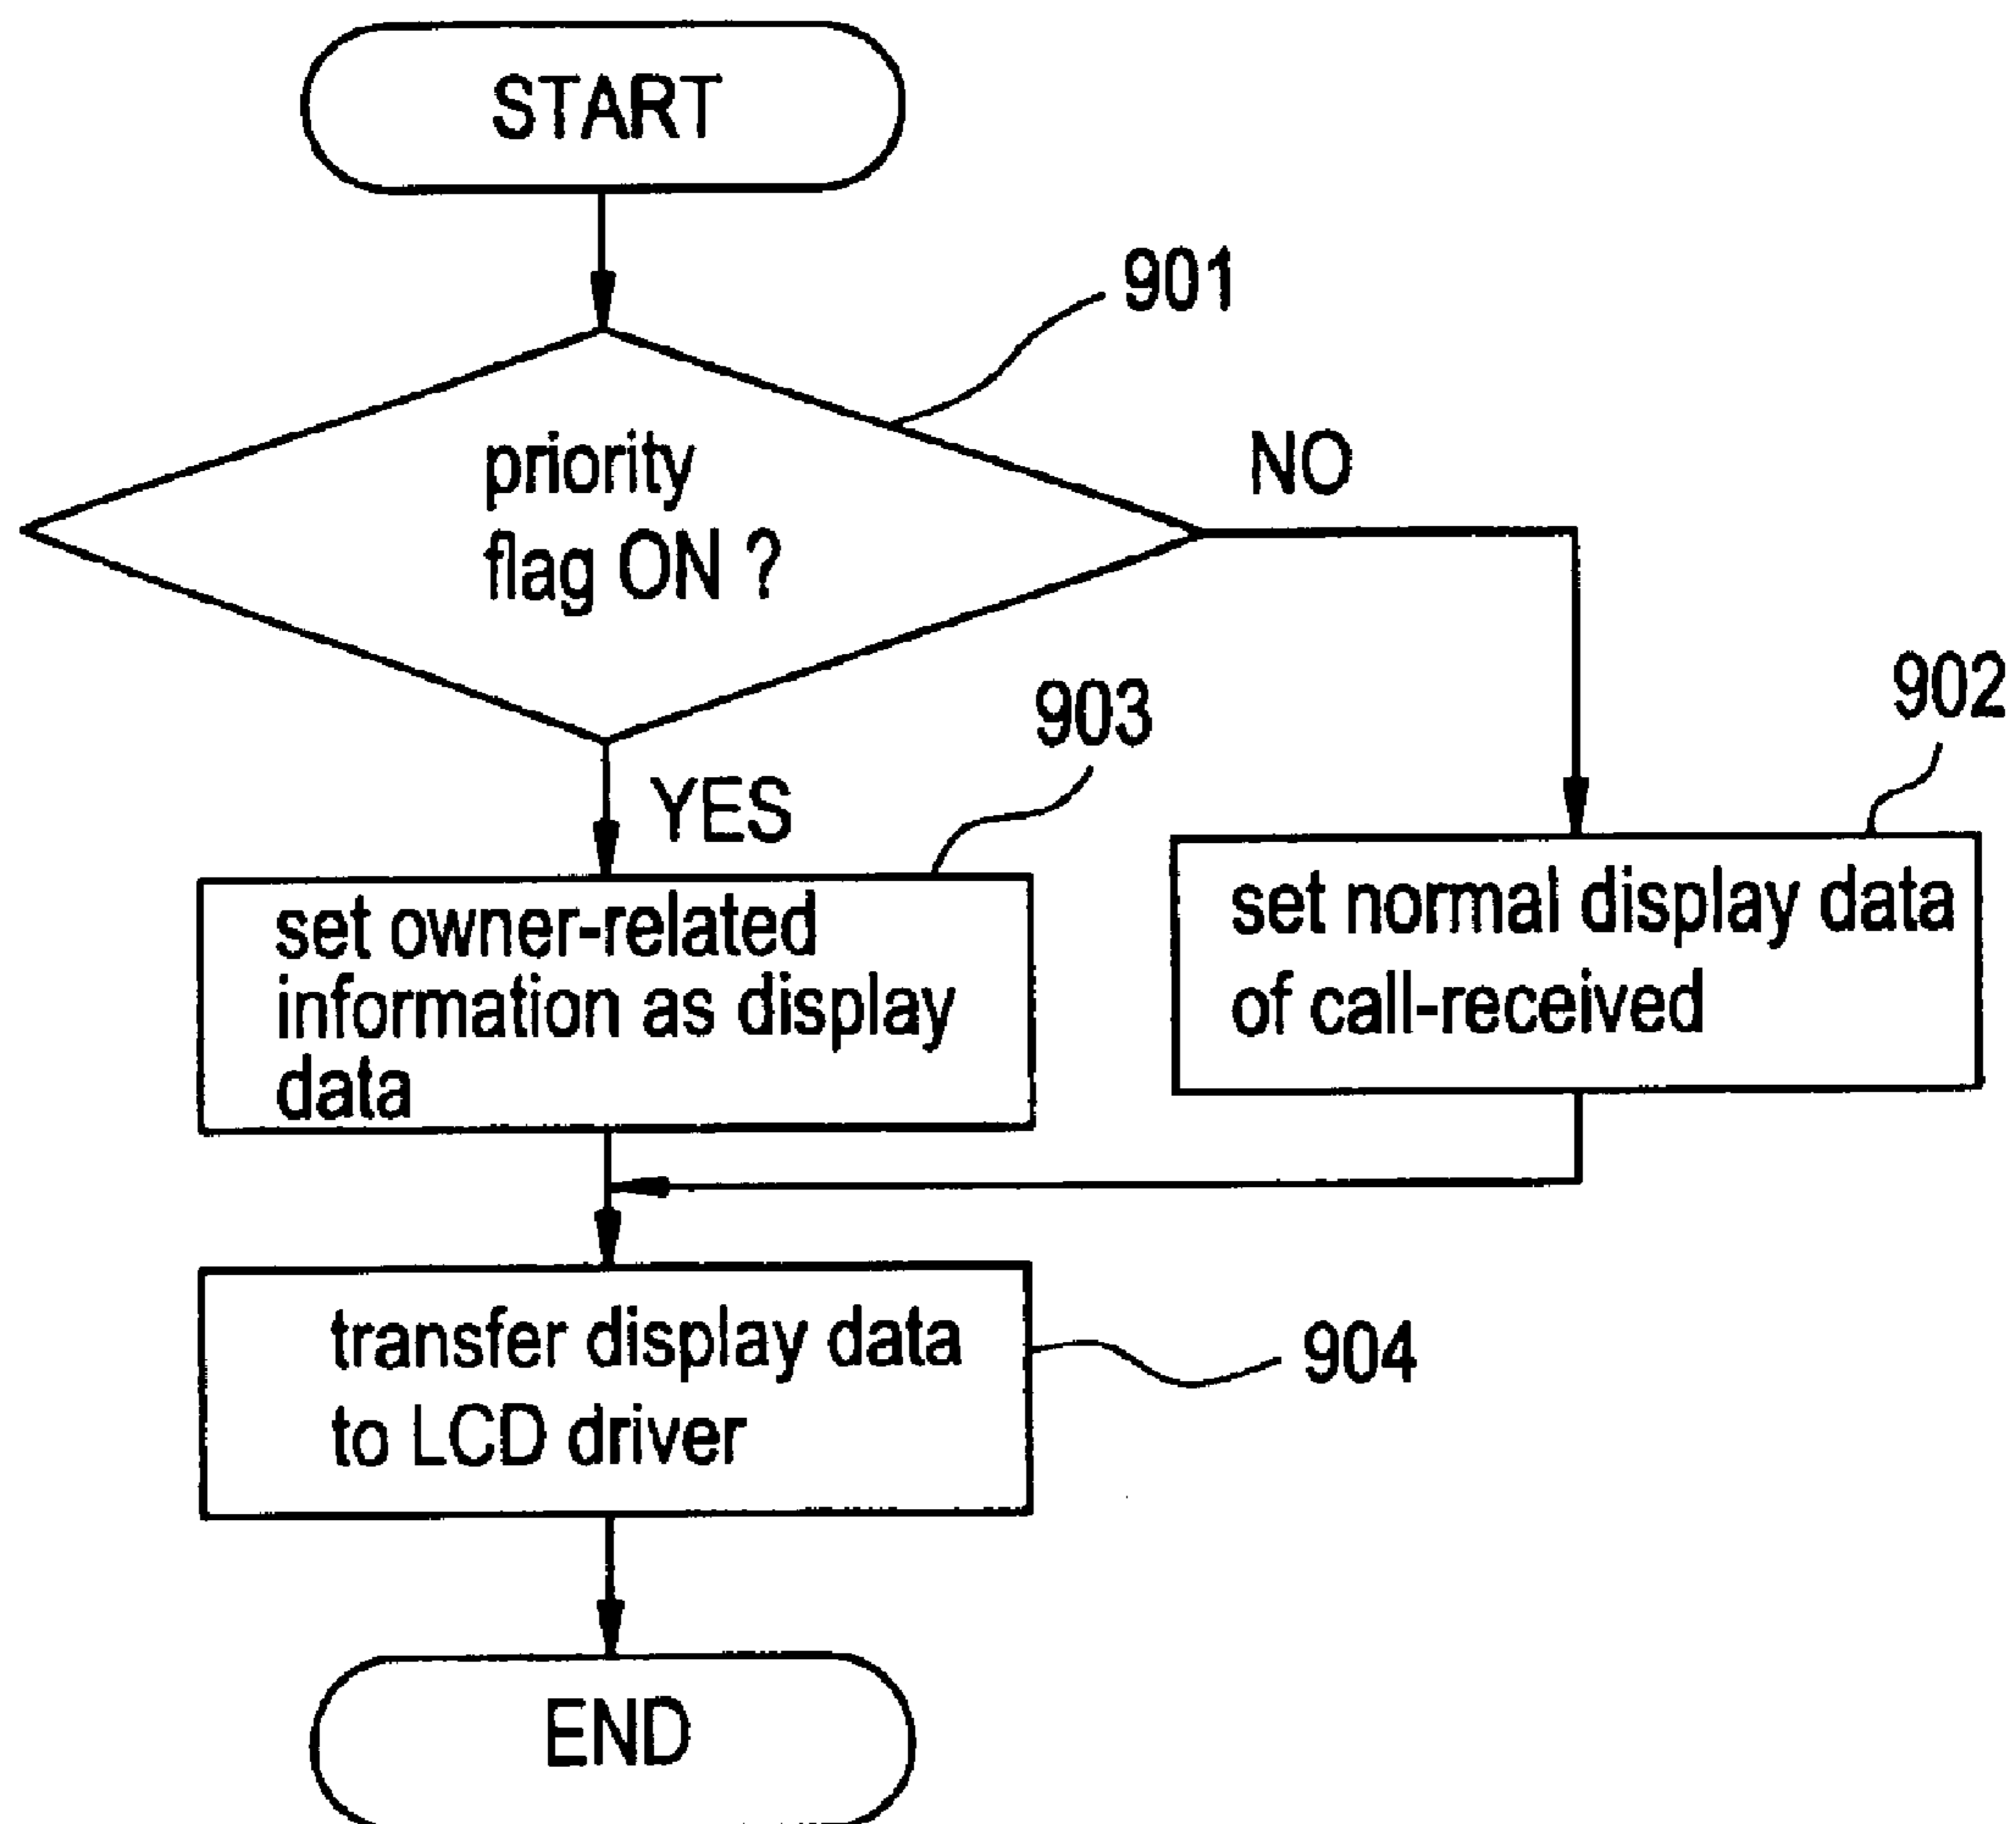 START
901
priority
flag ON ?
NO
903
902
YES
set owner-related
information as display
data
set normal display data
of call-received
transfer display data
to LCD driver
904
END